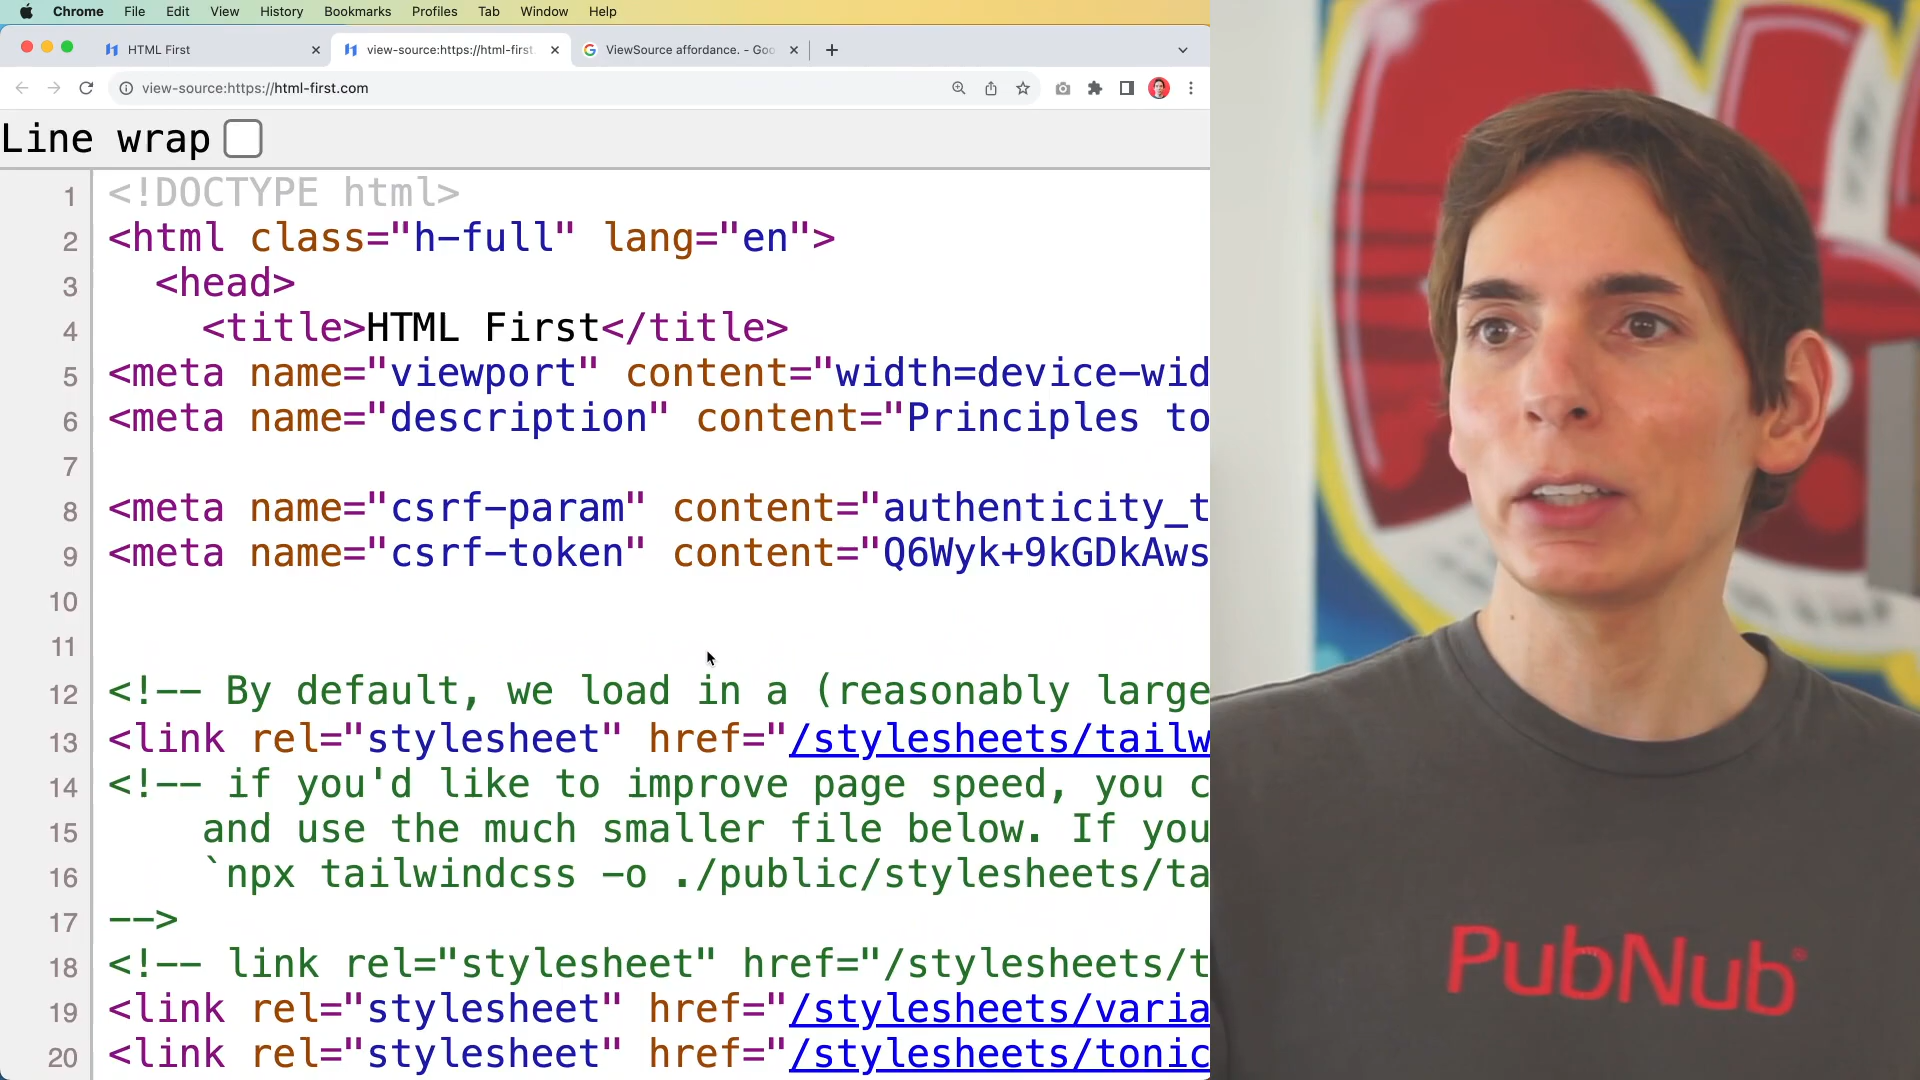 Chrome File Edit View History Bookmarks Profiles Tab Window Help
HTML First view-source:https://html-first. ViewSource affordance. - Goo
view-source:https://html-first.com
Line wrap
1 <!DOCTYPE html>
2 <html class="h-full" lang="en">
3 <head>
4 <title>HTML First</title>
5 <meta name="viewport" content="width=device-wid
6 <meta name="description" content="Principles to
7
8 <meta name="csrf-param" content="authenticity_t
9 <meta name="csrf-token" content="Q6Wyk+9kGDkAws
10
11
12 <!-- By default, we load in a (reasonably large
13 <link rel="stylesheet" href="/stylesheets/tailw
14 <!-- if you'd like to improve page speed, you c
15 and use the much smaller file below. If you
16 `npx tailwindcss -o ./public/stylesheets/ta
17 -->
18 <!-- link rel="stylesheet" href="/stylesheets/t
19 <link rel="stylesheet" href="/stylesheets/varia
20 <link rel="stylesheet" href="/stylesheets/tonic
PubNub®